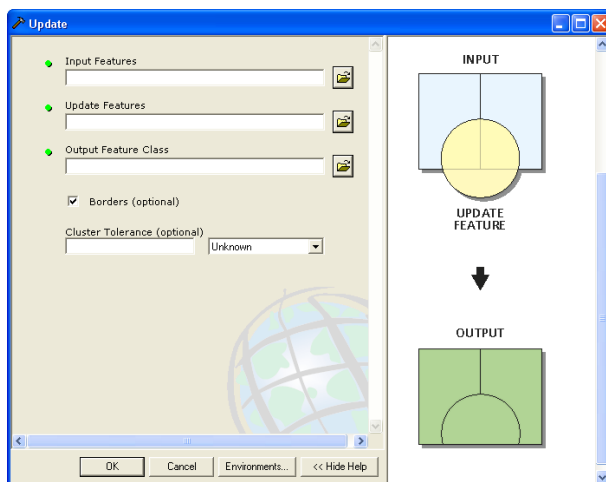 Update
Input Features
Update Features
Output Feature Class
Borders (optional)
Cluster Tolerance (optional)
Unknown
OK
Cancel
Environments...
<< Hide Help
INPUT
UPDATE
FEATURE
OUTPUT